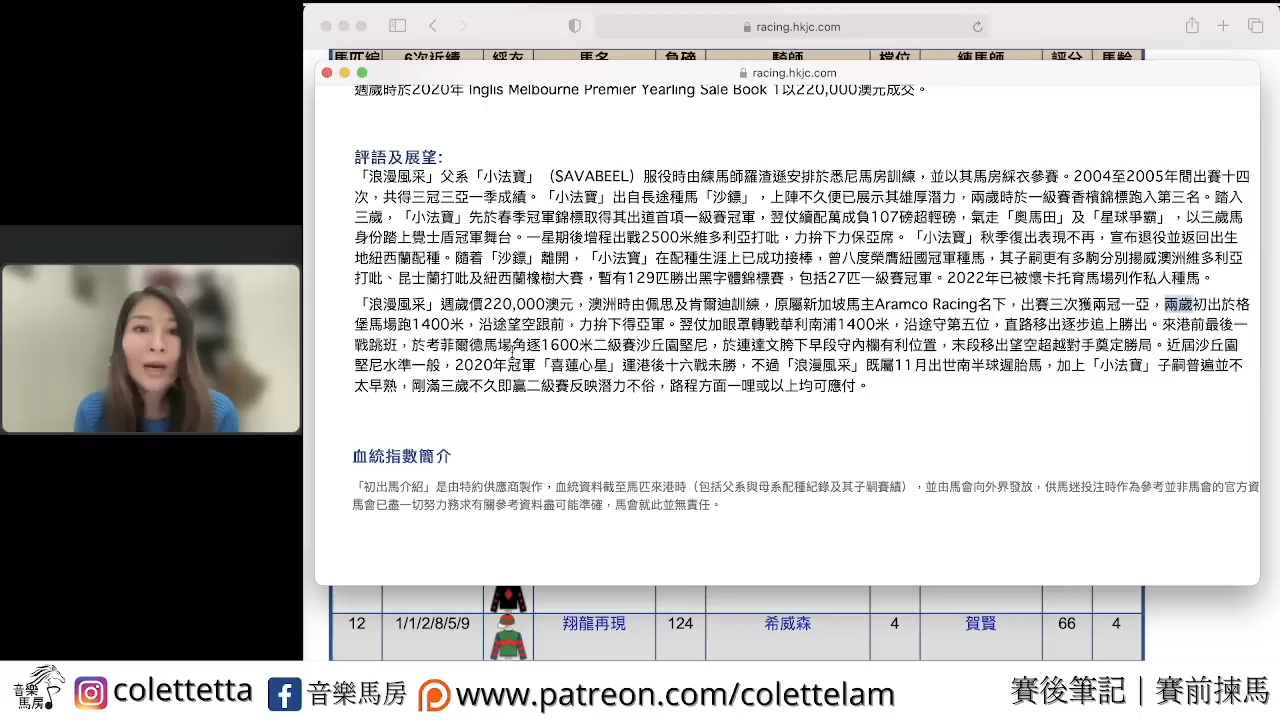 racing.hkjc.com
馬匹編 6次近績 綵衣 馬名 負磅 騎師 檔位 練馬師 評分 馬齡
racing.hkjc.com
週歲時於2020年 Inglis Melbourne Premier Yearling Sale Book 1以220,000澳元成交。
評語及展望:
「浪漫風采」父系「小法寶」（SAVABEEL）服役時由練馬師羅渣遜安排於悉尼馬房訓練，並以其馬房綵衣參賽。2004至2005年間出賽十四
次，共得三冠三亞一季成績。「小法寶」出自長途種馬「沙鏢」，上陣不久便已展示其雄厚潛力，兩歲時於一級賽香檳錦標跑入第三名。踏入
三歲，「小法寶」先於春季冠軍錦標取得其出道首項一級賽冠軍，翌仗續配萬成負107磅超輕磅，氣走「奧馬田」及「星球爭霸」，以三歲馬
身份踏上覺士盾冠軍舞台。一星期後增程出戰2500米維多利亞打吡，力拚下力保亞席。「小法寶」秋季復出表現不再，宣布退役並返回出生
地紐西蘭配種。隨着「沙鏢」離開，「小法寶」在配種生涯上已成功接棒，曾八度榮膺紐國冠軍種馬，其子嗣更有多駒分別揚威澳洲維多利亞
打吡、昆士蘭打吡及紐西蘭橡樹大賽，暫有129匹勝出黑字體錦標賽，包括27匹一級賽冠軍。2022年已被懷卡托育馬場列作私人種馬。
「浪漫風采」週歲價220,000澳元，澳洲時由佩思及肯爾迪訓練，原屬新加坡馬主Aramco Racing名下，出賽三次獲兩冠一亞，兩歲初出於格
堡馬場跑1400米，沿途望空跟前，力拚下得亞軍。翌仗加眼罩轉戰華利南浦1400米，沿途守第五位，直路移出逐步追上勝出。來港前最後一
戰跳班，於考菲爾德馬場角逐1600米二級賽沙丘園堅尼，於連達文胯下早段守內欄有利位置，末段移出望空超越對手奠定勝局。近屆沙丘園
堅尼水準一般，2020年冠軍「喜蓮心星」運港後十六戰未勝，不過「浪漫風采」既屬11月出世南半球遲胎馬，加上「小法寶」子嗣普遍並不
太早熟，剛滿三歲不久即贏二級賽反映潛力不俗，路程方面一哩或以上均可應付。
血統指數簡介
「初出馬介紹」是由特約供應商製作，血統資料截至馬匹來港時（包括父系與母系配種紀錄及其子嗣賽績），並由馬會向外界發放，供馬迷投注時作為參考並非馬會的官方資
馬會已盡一切努力務求有關參考資料盡可能準確，馬會就此並無責任。
12 1/1/2/8/5/9 翔龍再現 124 希威森 4 賀賢 66 4
音樂馬房 colettetta 音樂馬房 www.patreon.com/colettelam 賽後筆記｜賽前揀馬